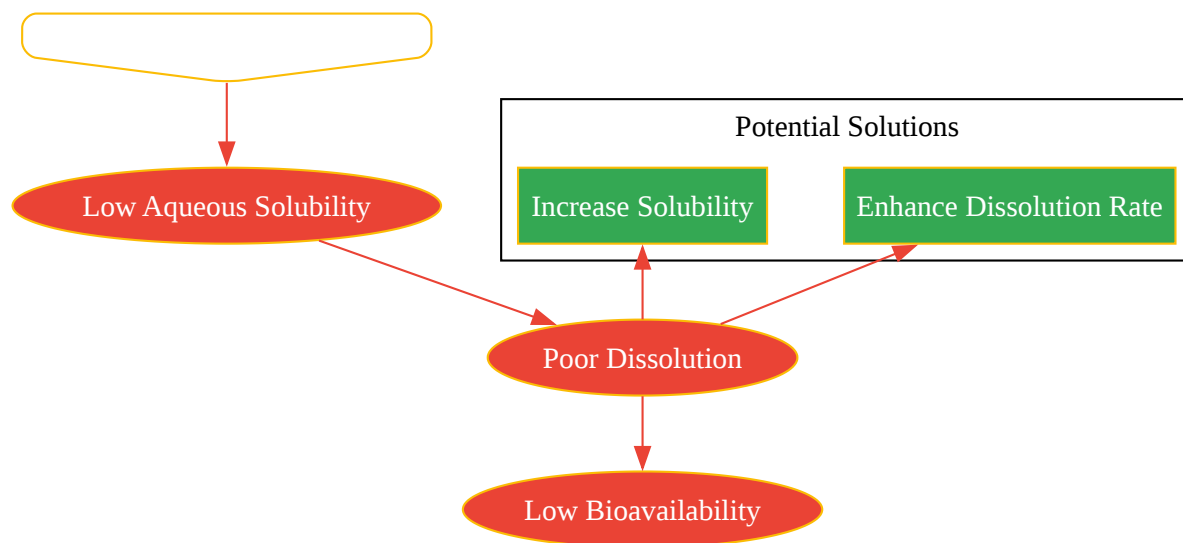 Potential Solutions
Low Aqueous Solubility
Increase Solubility
Enhance Dissolution Rate
Poor Dissolution
Low Bioavailability